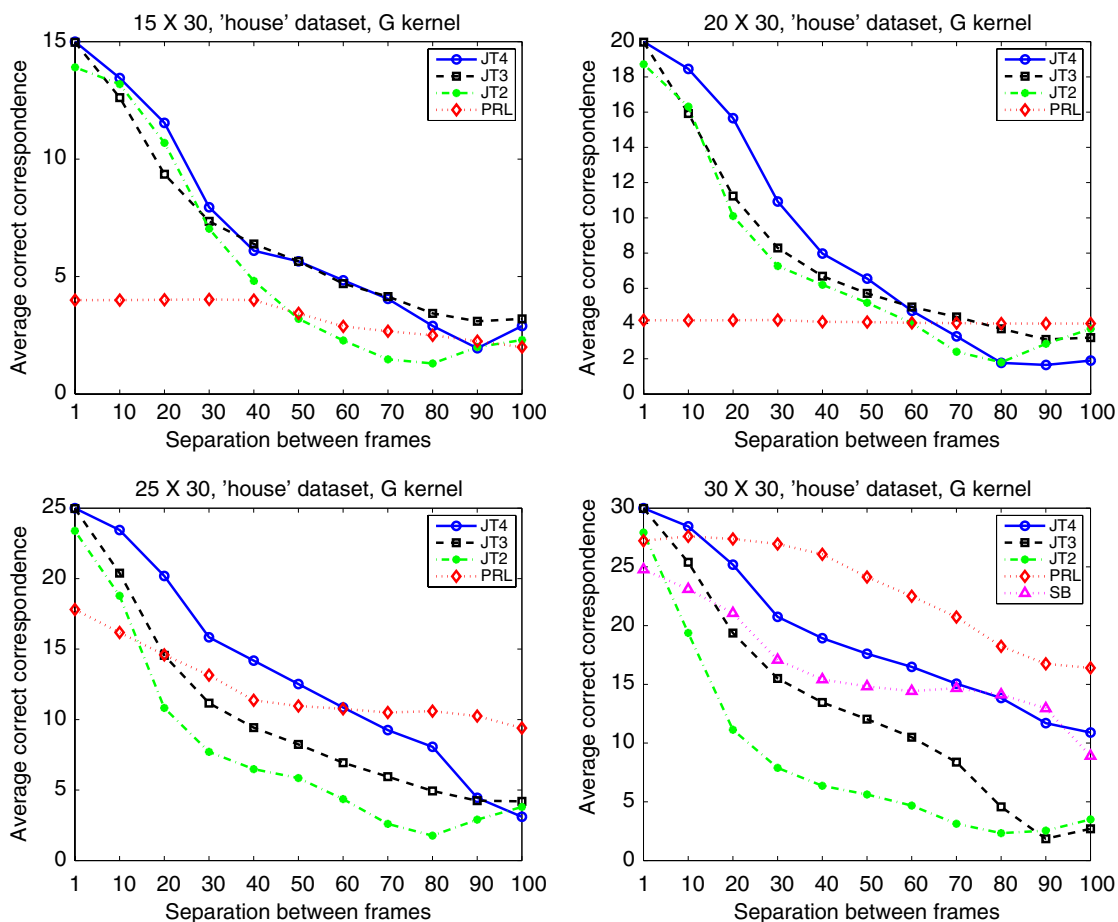 15 X 30, 'house' dataset, G kernel
Average correct correspondence
15
10
5
0
JT4
JT3
JT2
PRL
1 10 20 30 40 50 60 70 80 90 100
Separation between frames
20 X 30, 'house' dataset, G kernel
Average correct correspondence
20
18
16
14
12
10
8
6
4
2
0
JT4
JT3
JT2
PRL
1 10 20 30 40 50 60 70 80 90 100
Separation between frames
25 X 30, 'house' dataset, G kernel
Average correct correspondence
25
20
15
10
5
0
JT4
JT3
JT2
PRL
1 10 20 30 40 50 60 70 80 90 100
Separation between frames
30 X 30, 'house' dataset, G kernel
Average correct correspondence
30
25
20
15
10
5
0
JT4
JT3
JT2
PRL
SB
1 10 20 30 40 50 60 70 80 90 100
Separation between frames